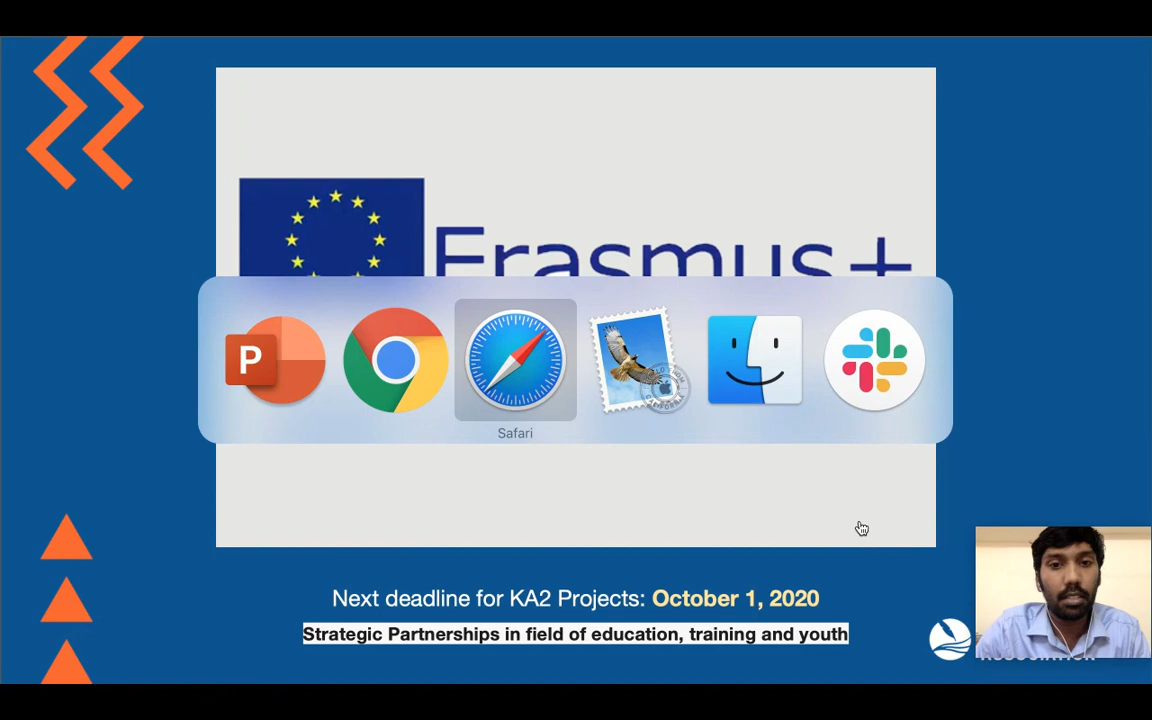 Erasmus+
P
Safari
Next deadline for KA2 Projects: October 1, 2020
Strategic Partnerships in field of education, training and youth
ASSOCIATION